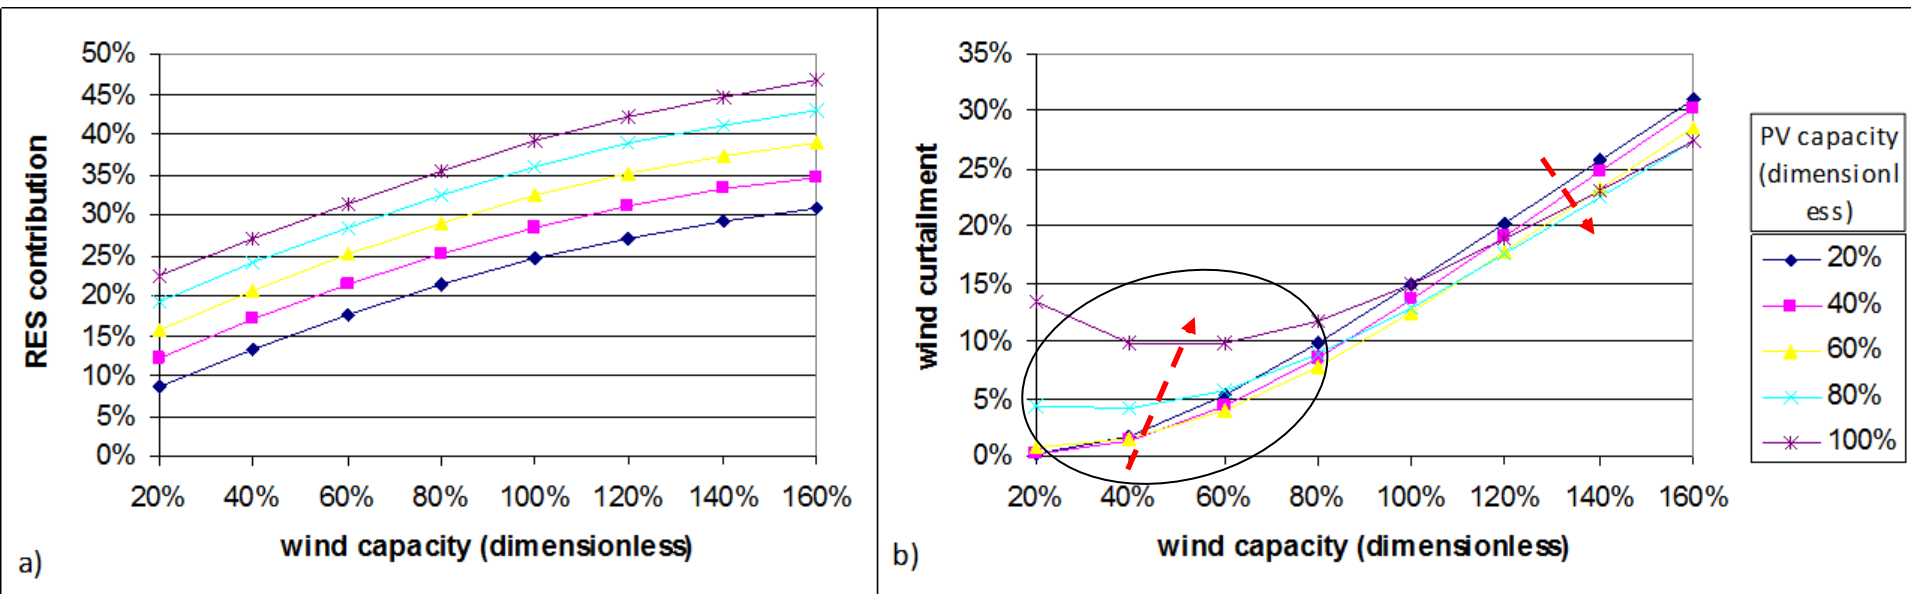 50%
45%
40%
35%
30%
25%
20%
15%
10%
5%
0%
RES contribution
20% 40% 60% 80% 100% 120% 140% 160%
wind capacity (dimensionless)
a)
35%
30%
25%
20%
15%
10%
5%
0%
wind curtailment
20% 40% 60% 80% 100% 120% 140% 160%
wind capacity (dimensionless)
b)
PV capacity
(dimensionl
ess)
20%
40%
60%
80%
100%